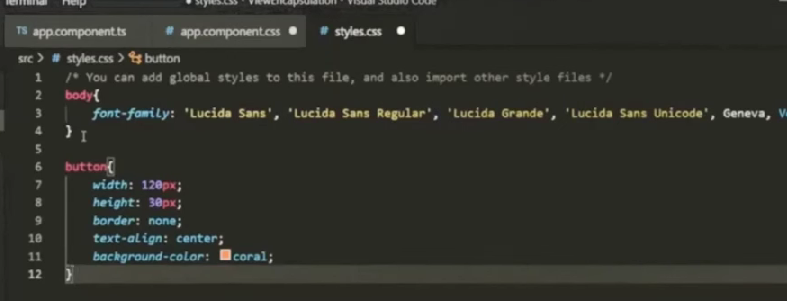 Terminal Help styles.css - ViewEncapsulation - Visual Studio Code
TS app.component.ts # app.component.css # styles.css
src > # styles.css > button
1 /* You can add global styles to this file, and also import other style files */
2 body{
3 font-family: 'Lucida Sans', 'Lucida Sans Regular', 'Lucida Grande', 'Lucida Sans Unicode', Geneva,
4 }
5
6 button{
7 width: 120px;
8 height: 30px;
9 border: none;
10 text-align: center;
11 background-color: coral;
12 }